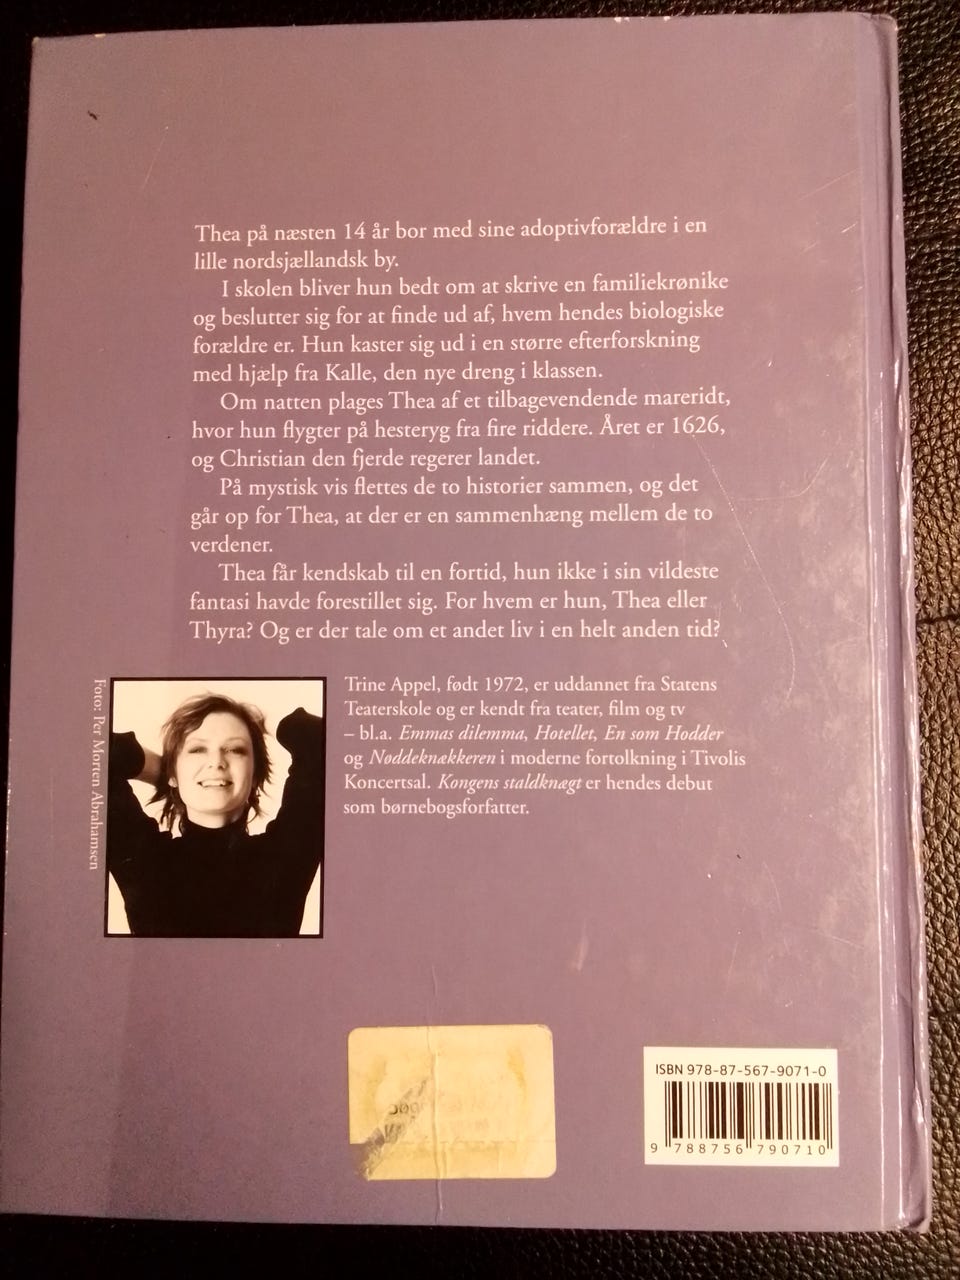 Thea på næsten 14 år bor med sine adoptivforældre i en
lille nordsjællandsk by.
I skolen bliver hun bedt om at skrive en familiekrønike
og beslutter sig for at finde ud af, hvem hendes biologiske
forældre er. Hun kaster sig ud i en større efterforskning
med hjælp fra Kalle, den nye dreng i klassen.
Om natten plages Thea af et tilbagevendende mareridt,
hvor hun flygter på hesteryg fra fire riddere. Året er 1626,
og Christian den fjerde regerer landet.
På mystisk vis flettes de to historier sammen, og det
går op for Thea, at der er en sammenhæng mellem de to
verdener.
Thea får kendskab til en fortid, hun ikke i sin vildeste
fantasi havde forestillet sig. For hvem er hun, Thea eller
Thyra? Og er der tale om et andet liv i en helt anden tid?
Foto: Per Morten Abrahamsen
Trine Appel, født 1972, er uddannet fra Statens
Teaterskole og er kendt fra teater, film og tv
– bl.a. Emmas dilemma, Hotellet, En som Hodder
og Nøddeknækkeren i moderne fortolkning i Tivolis
Koncertsal. Kongens staldknægt er hendes debut
som børnebogsforfatter.
ISBN 978-87-567-9071-0
9 788756 790710